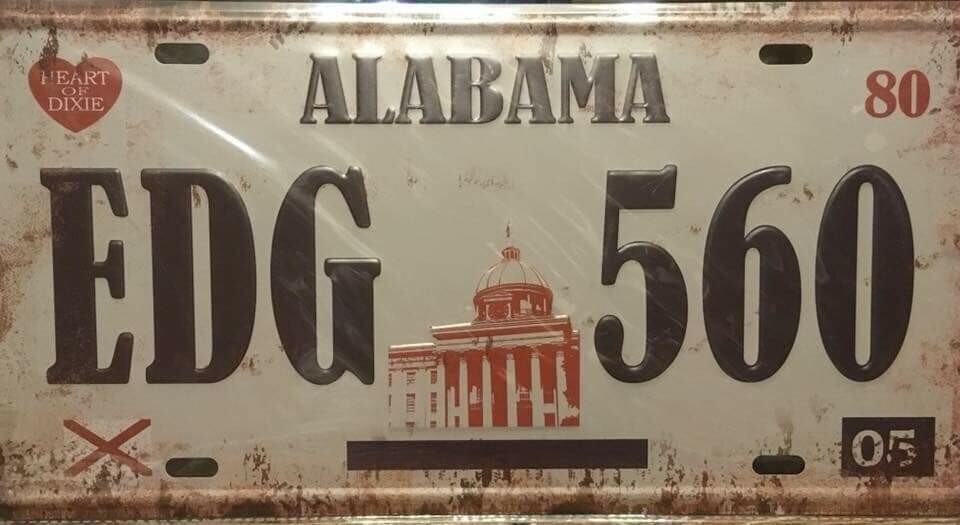 HEART
OF
DIXIE
ALABAMA
80
EDG 560
05